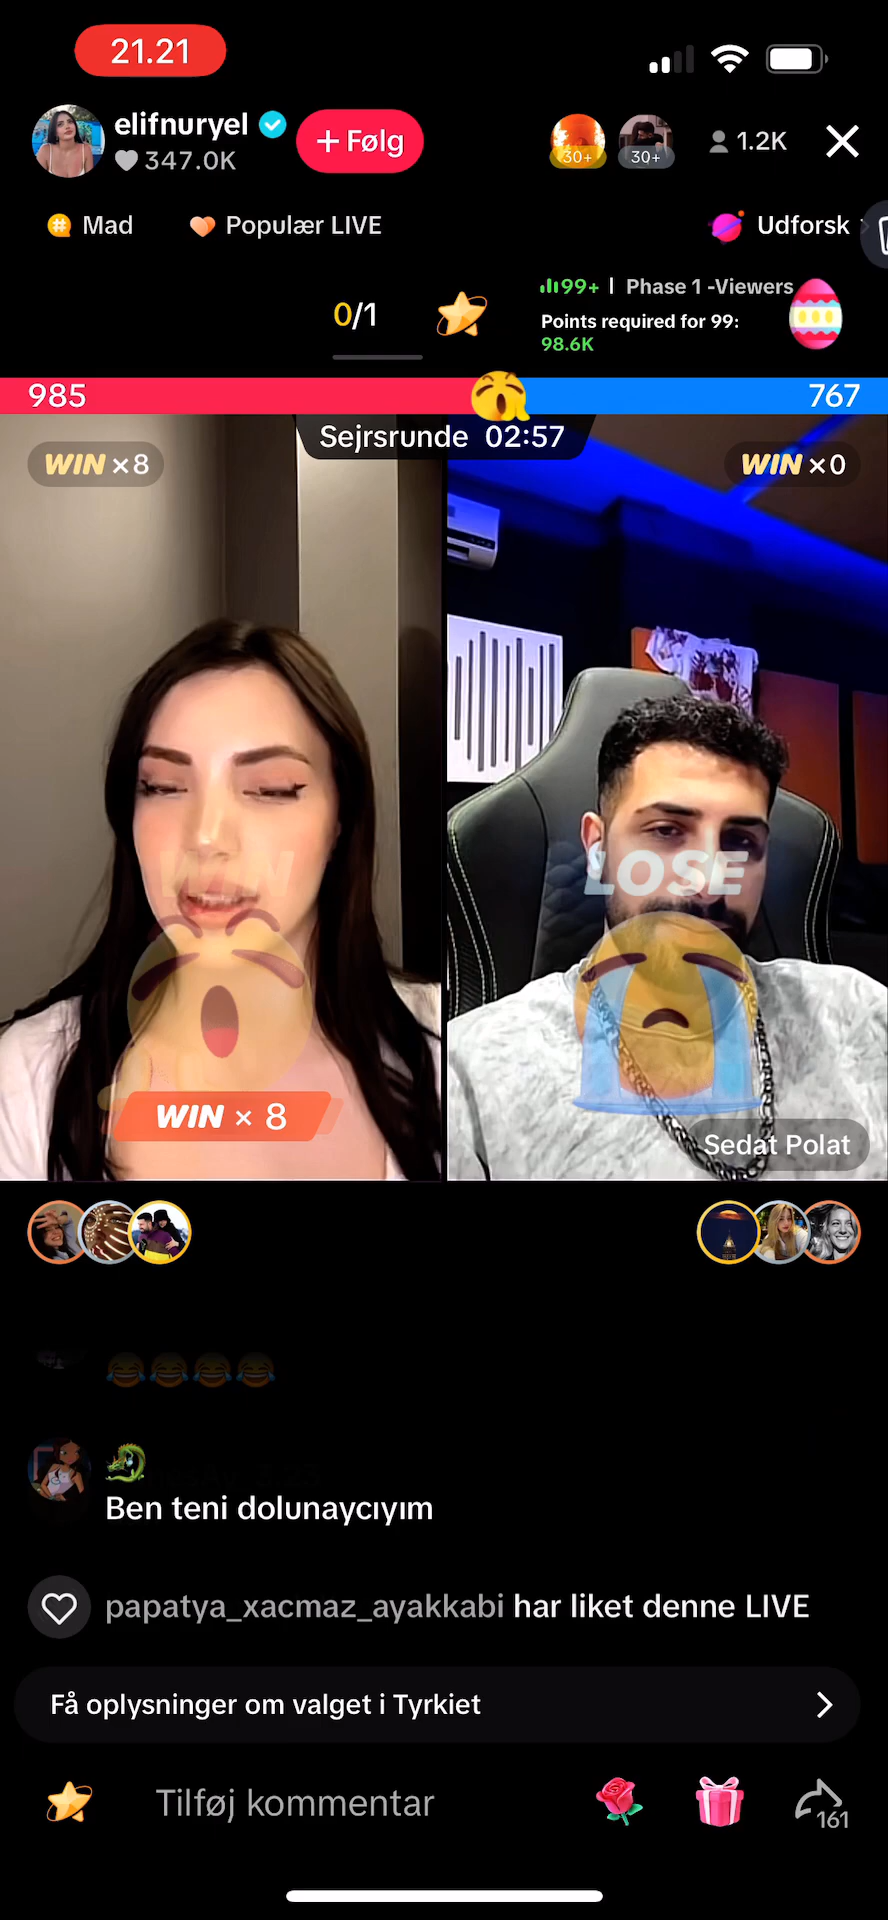 21.21
elifnuryel
347.0K
+ Følg
30+
30+
1.2K
Mad
Populær LIVE
Udforsk
0/1
99+ | Phase 1 -Viewers
Points required for 99:
98.6K
985
767
Sejrsrunde 02:57
WIN ×8
WIN ×0
WIN
LOSE
WIN × 8
Sedat Polat
Ben teni dolunaycıyım
papatya_xacmaz_ayakkabi har liket denne LIVE
Få oplysninger om valget i Tyrkiet
Tilføj kommentar
161